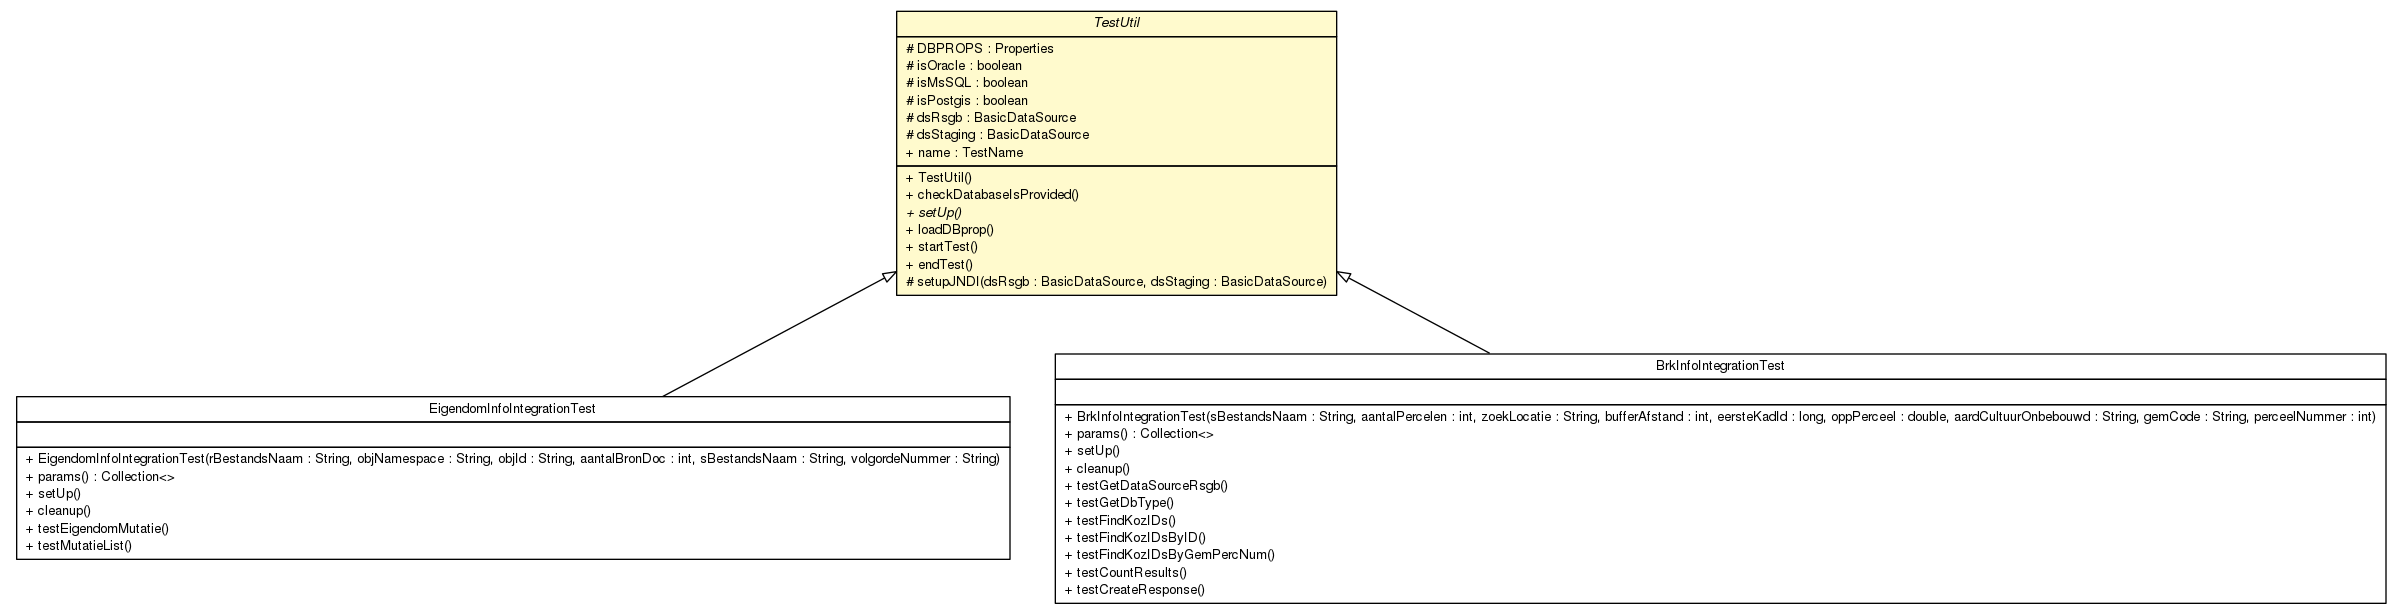 TestUtil
# DBPROPS : Properties
# isOracle : boolean
# isMsSQL : boolean
# isPostgis : boolean
# dsRsgb : BasicDataSource
# dsStaging : BasicDataSource
+ name : TestName
+ TestUtil()
+ checkDatabaseIsProvided()
+ setUp()
+ loadDBprop()
+ startTest()
+ endTest()
# setupJNDI(dsRsgb : BasicDataSource, dsStaging : BasicDataSource)
EigendomInfoIntegrationTest
+ EigendomInfoIntegrationTest(rBestandsNaam : String, objNamespace : String, objId : String, aantalBronDoc : int, sBestandsNaam : String, volgordeNummer : String)
+ params() : Collection<>
+ setUp()
+ cleanup()
+ testEigendomMutatie()
+ testMutatieList()
BrkInfoIntegrationTest
+ BrkInfoIntegrationTest(sBestandsNaam : String, aantalPercelen : int, zoekLocatie : String, bufferAfstand : int, eersteKadId : long, oppPerceel : double, aardCultuurOnbebouwd : String, gemCode : String, perceelNummer : int)
+ params() : Collection<>
+ setUp()
+ cleanup()
+ testGetDataSourceRsgb()
+ testGetDbType()
+ testFindKozIDs()
+ testFindKozIDsByID()
+ testFindKozIDsByGemPercNum()
+ testCountResults()
+ testCreateResponse()